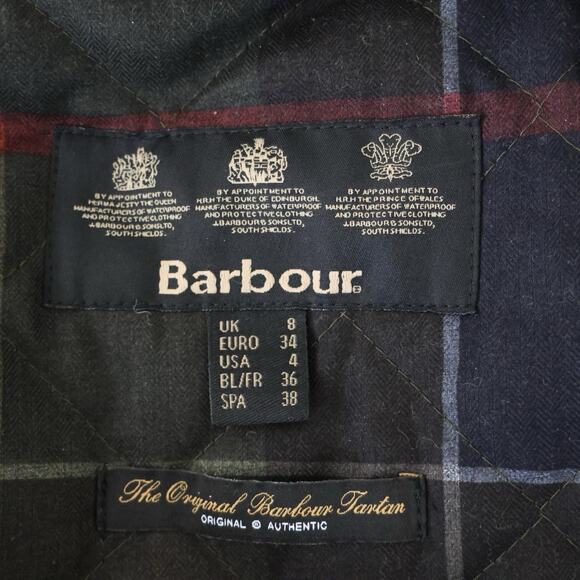 BY APPOINTMENT TO
HER MAJESTY THE QUEEN
MANUFACTURERS OF WATERPROOF
AND PROTECTIVE CLOTHING
J.BARBOUR & SONS LTD,
SOUTH SHIELDS.
BY APPOINTMENT TO
H.R.H THE DUKE OF EDINBURGH.
MANUFACTURERS OF WATERPROOF
AND PROTECTIVE CLOTHING
J.BARBOUR & SONS LTD,
SOUTH SHIELDS.
BY APPOINTMENT TO
H.R.H. THE PRINCE OF WALES
MANUFACTURERS OF WATERPROOF
AND PROTECTIVE CLOTHING
J.BARBOUR & SONS LTD,
SOUTH SHIELDS.
Barbour®
UK 8
EURO 34
USA 4
BL/FR 36
SPA 38
The Original Barbour Tartan
ORIGINAL © AUTHENTIC